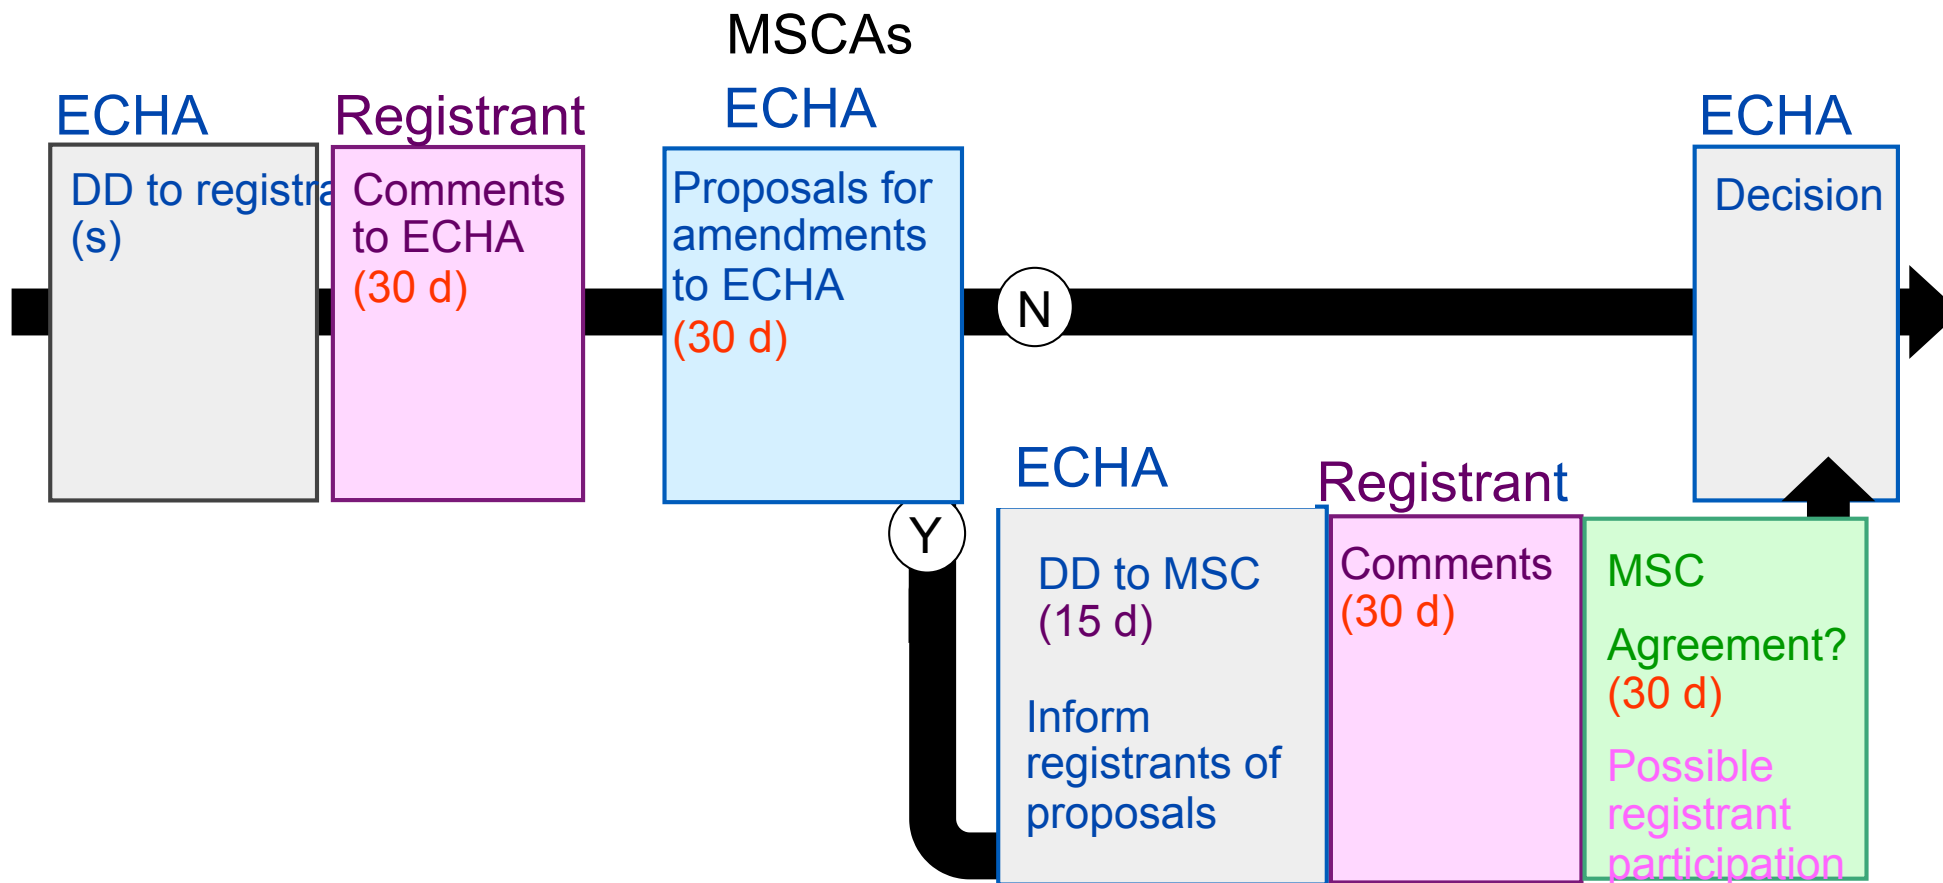 MSCAs
ECHA
DD to registra
(s)
Registrant
Comments
to ECHA
(30 d)
ECHA
Proposals for
amendments
to ECHA
(30 d)
N
ECHA
Decision
Y
ECHA
DD to MSC
(15 d)
Inform
registrants of
proposals
Registrant
Comments
(30 d)
MSC
Agreement?
(30 d)
Possible
registrant
participation